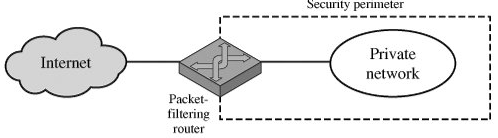 Security perimeter
Internet
Private
network
Packet-
filtering
router